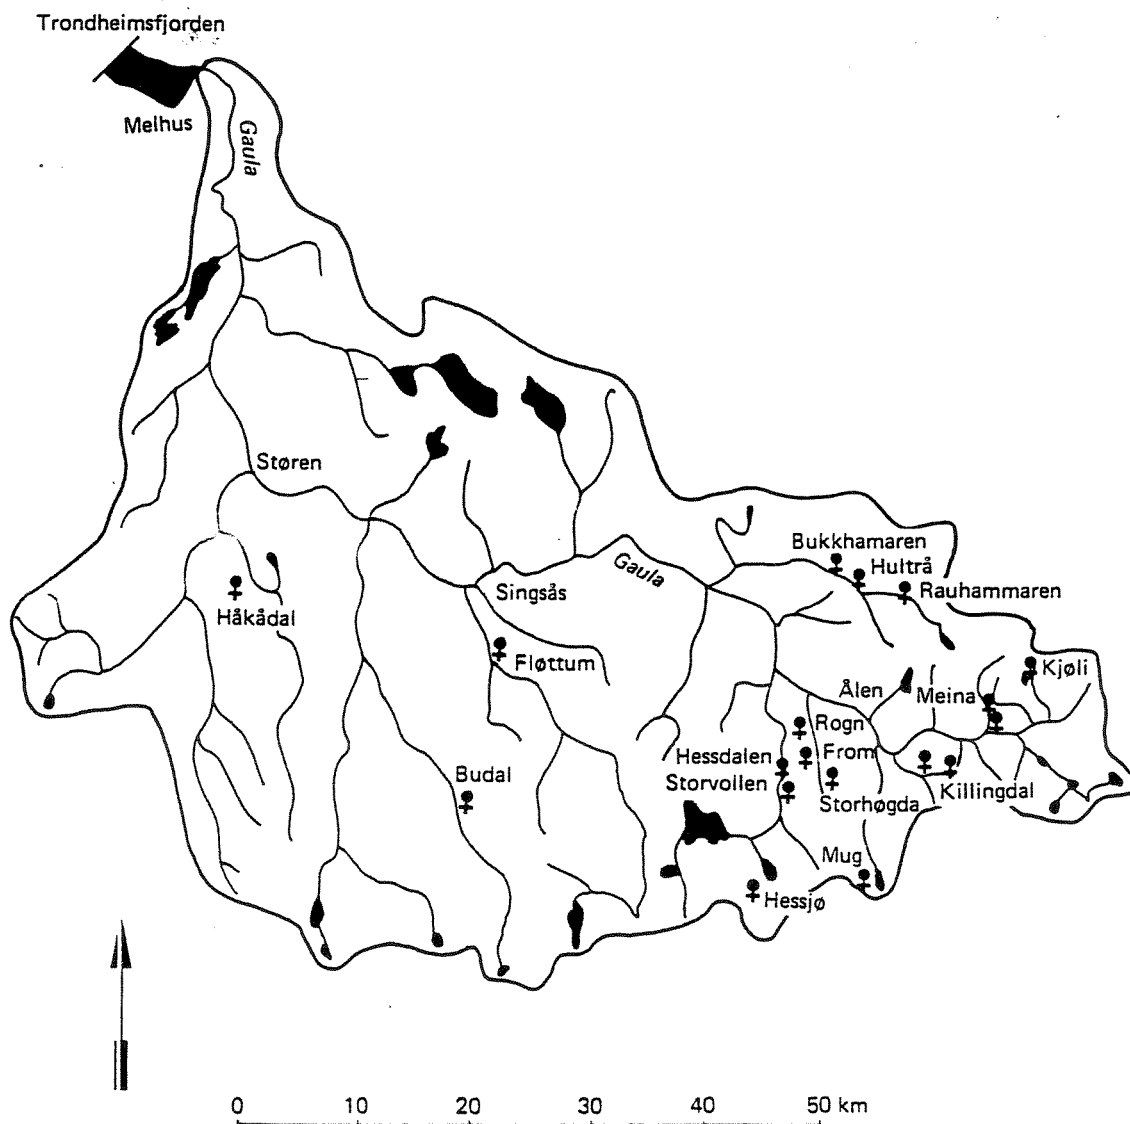 Trondheimsfjorden
Melhus
Gaula
Støren
Bukkhamaren
Hultrå
Gaula
Rauhammaren
Singsås
Håkådal
Fløttum
Kjøli
Ålen
Meina
Rogn
Hessdalen
From
Storvollen
Budal
Killingdal
Storhøgda
Mug
Hessjø
0 10 20 30 40 50 km